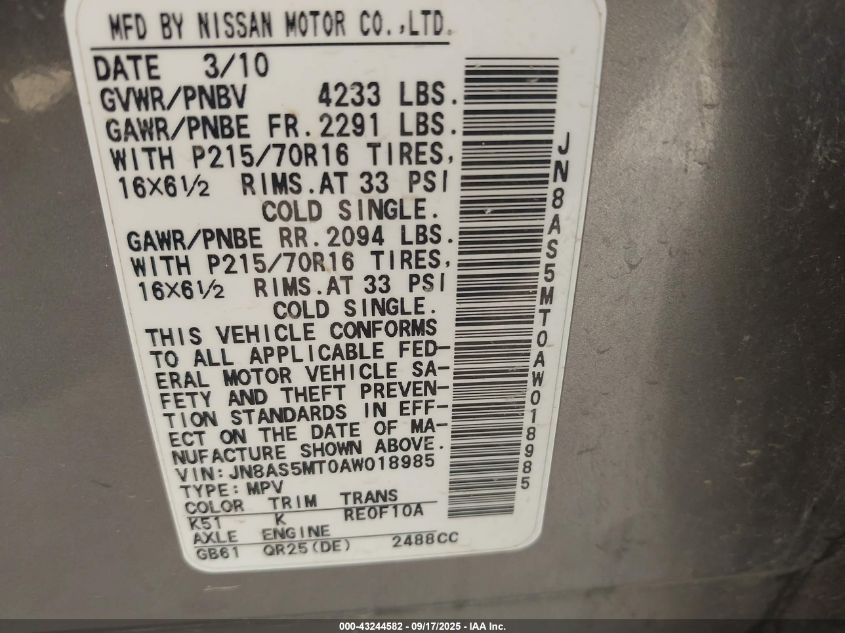 MFD BY NISSAN MOTOR CO.,LTD.
DATE 3/10
GVWR/PNBV 4233 LBS.
GAWR/PNBE FR.2291 LBS.
WITH P215/70R16 TIRES,
16X6½ RIMS.AT 33 PSI
COLD SINGLE.
GAWR/PNBE RR.2094 LBS.
WITH P215/70R16 TIRES,
16X6½ RIMS.AT 33 PSI
COLD SINGLE.
THIS VEHICLE CONFORMS
TO ALL APPLICABLE FED-
ERAL MOTOR VEHICLE SA-
FETY AND THEFT PREVEN-
TION STANDARDS IN EFF-
ECT ON THE DATE OF MA-
NUFACTURE SHOWN ABOVE.
VIN:JN8AS5MT0AW018985
TYPE:MPV
COLOR TRIM TRANS
K51 K RE0F10A
AXLE ENGINE
GB61 QR25(DE) 2488CC
JN8AS5MT0AW018985
000-43244582 - 09/17/2025 - IAA Inc.